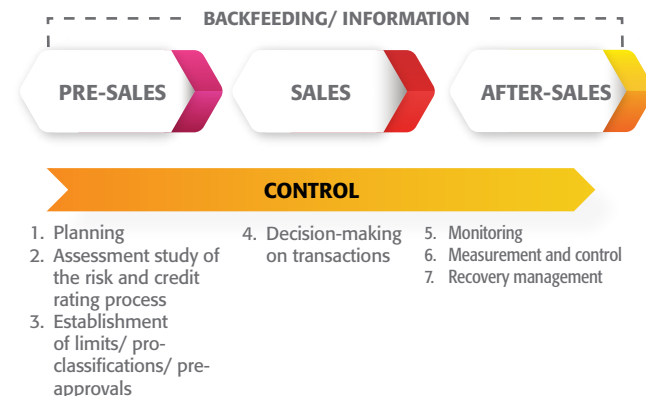 BACKFEEDING/ INFORMATION
PRE-SALES
SALES
AFTER-SALES
CONTROL
1. Planning
2. Assessment study of
the risk and credit
rating process
3. Establishment
of limits/ pro-
classifications/ pre-
approvals
4. Decision-making
on transactions
5. Monitoring
6. Measurement and control
7. Recovery management